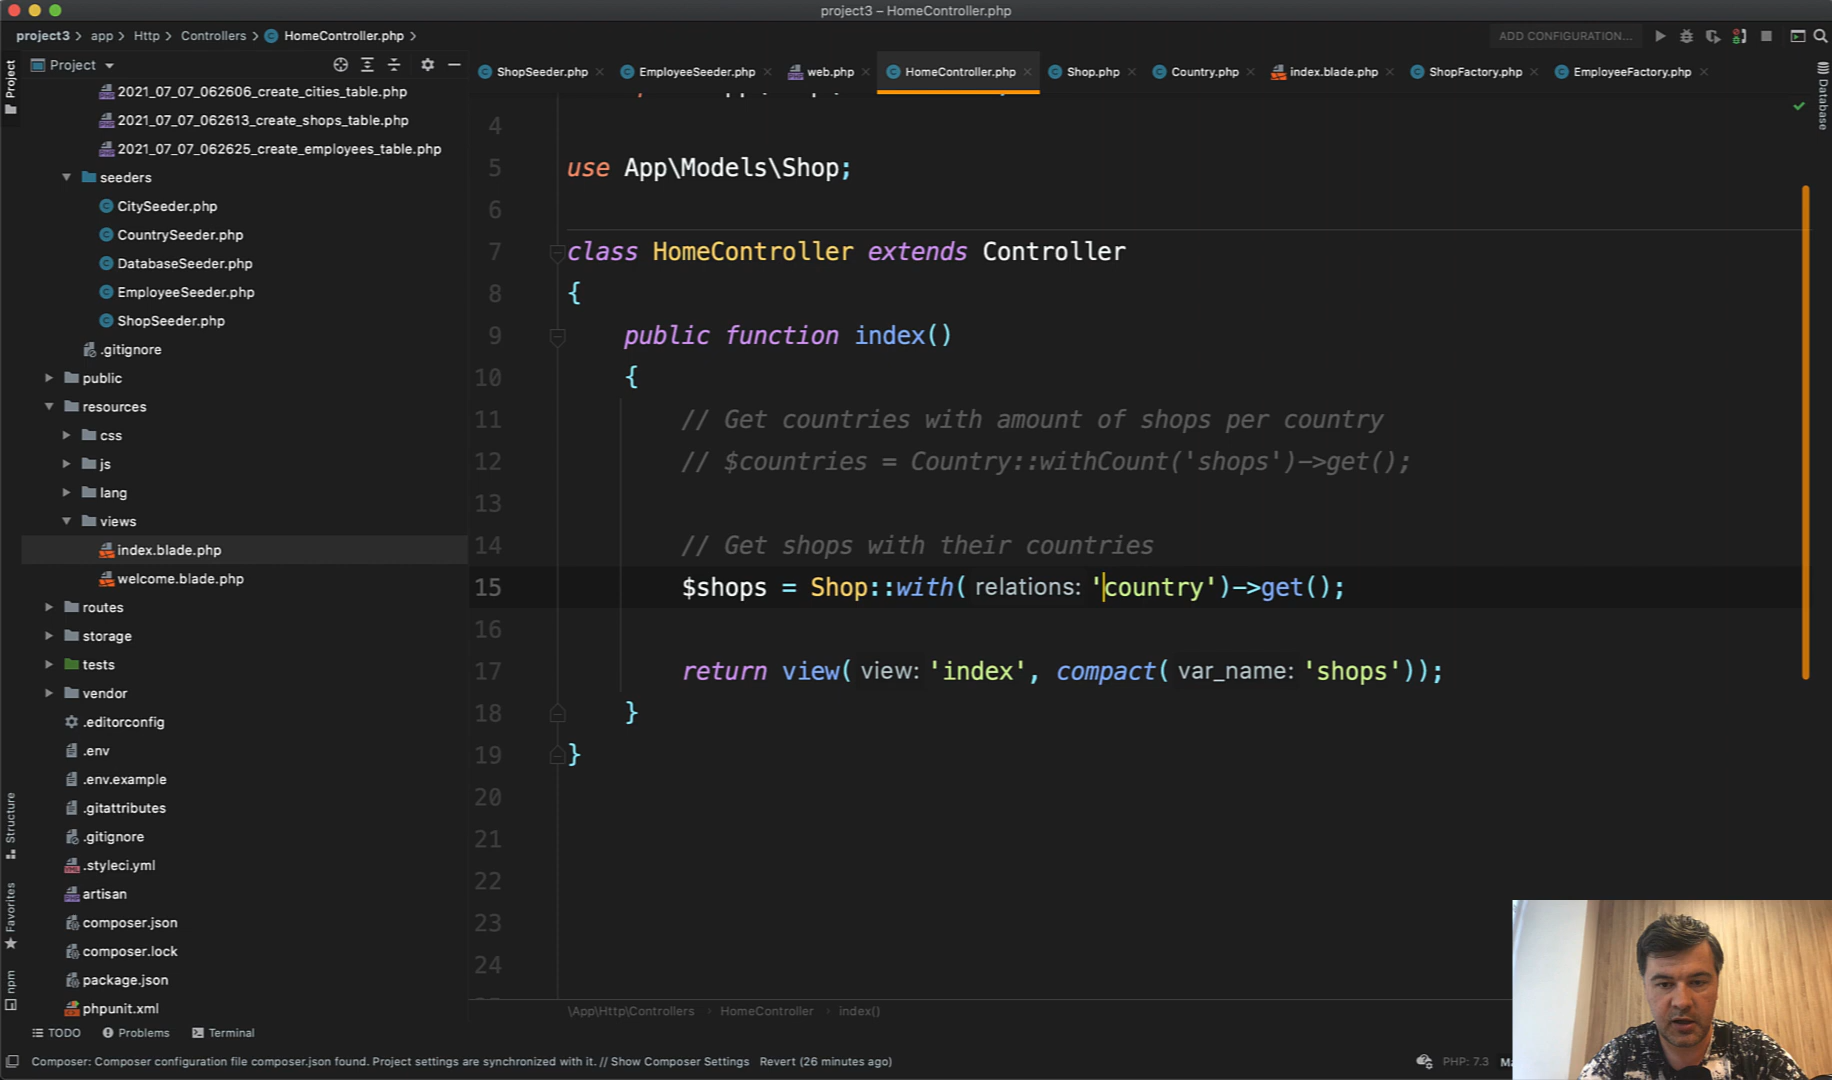 project3 – HomeController.php
project3 app Http Controllers HomeController.php
ADD CONFIGURATION...
Project
ShopSeeder.php EmployeeSeeder.php web.php HomeController.php Shop.php Country.php index.blade.php ShopFactory.php EmployeeFactory.php
Project
Structure
Favorites
npm
Database
2021_07_07_062606_create_cities_table.php
2021_07_07_062613_create_shops_table.php
2021_07_07_062625_create_employees_table.php
seeders
CitySeeder.php
CountrySeeder.php
DatabaseSeeder.php
EmployeeSeeder.php
ShopSeeder.php
.gitignore
public
resources
css
js
lang
views
index.blade.php
welcome.blade.php
routes
storage
tests
vendor
.editorconfig
.env
.env.example
.gitattributes
.gitignore
.styleci.yml
artisan
composer.json
composer.lock
package.json
phpunit.xml
4
5 use App\Models\Shop;
6
7 class HomeController extends Controller
8 {
9 public function index()
10 {
11 // Get countries with amount of shops per country
12 // $countries = Country::withCount('shops')->get();
13
14 // Get shops with their countries
15 $shops = Shop::with( relations: 'country')->get();
16
17 return view( view: 'index', compact( var_name: 'shops'));
18 }
19 }
20
21
22
23
24
\App\Http\Controllers HomeController index()
TODO Problems Terminal
Composer: Composer configuration file composer.json found. Project settings are synchronized with it. // Show Composer Settings Revert (26 minutes ago)
PHP: 7.3